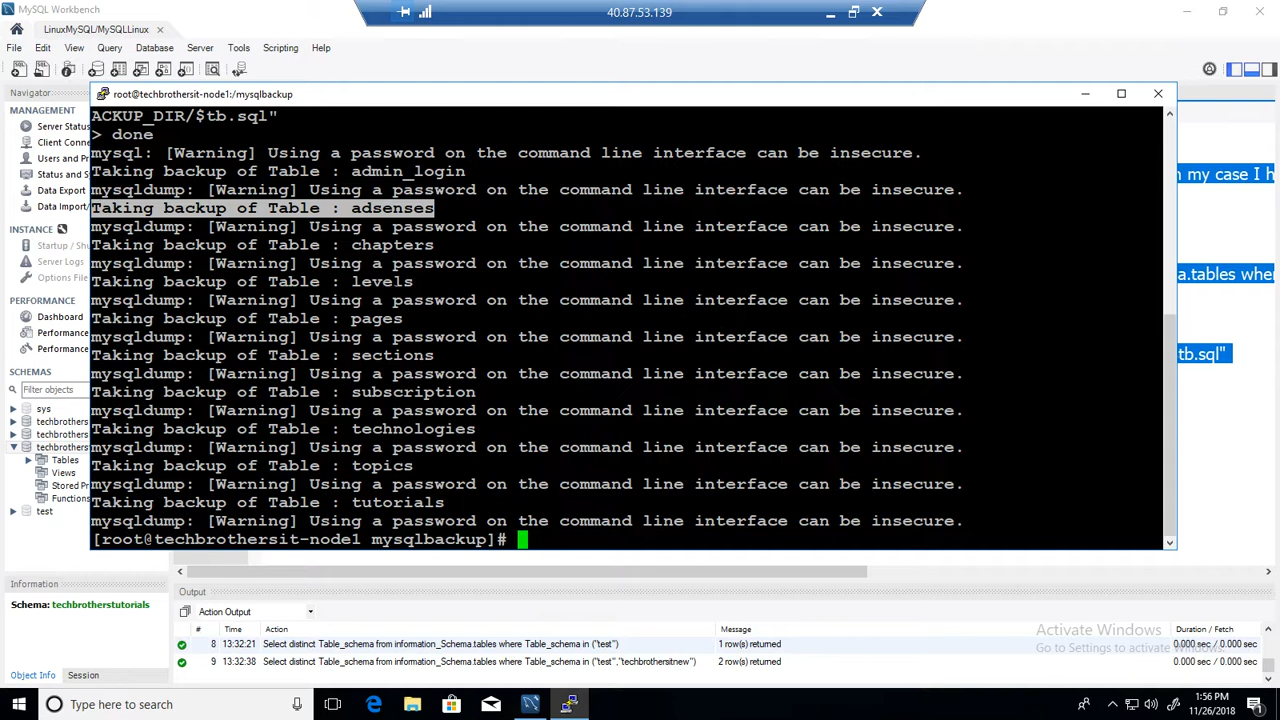 MySQL Workbench
40.87.53.139
LinuxMySQL/MySQLLinux
File Edit View Query Database Server Tools Scripting Help
Navigator
MANAGEMENT
Server Status
Client Conne
Users and Pr
Status and S
Data Export
Data Import/
INSTANCE
Startup / Shu
Server Logs
Options File
PERFORMANCE
Dashboard
Performance
Performance
SCHEMAS
Filter objects
sys
techbrothers
techbrothers
techbrothers
Tables
Views
Stored Pr
Functions
test
root@techbrothersit-node1:/mysqlbackup
ACKUP_DIR/$tb.sql"
> done
mysql: [Warning] Using a password on the command line interface can be insecure.
Taking backup of Table : admin_login
mysqldump: [Warning] Using a password on the command line interface can be insecure.
Taking backup of Table : adsenses
mysqldump: [Warning] Using a password on the command line interface can be insecure.
Taking backup of Table : chapters
mysqldump: [Warning] Using a password on the command line interface can be insecure.
Taking backup of Table : levels
mysqldump: [Warning] Using a password on the command line interface can be insecure.
Taking backup of Table : pages
mysqldump: [Warning] Using a password on the command line interface can be insecure.
Taking backup of Table : sections
mysqldump: [Warning] Using a password on the command line interface can be insecure.
Taking backup of Table : subscription
mysqldump: [Warning] Using a password on the command line interface can be insecure.
Taking backup of Table : technologies
mysqldump: [Warning] Using a password on the command line interface can be insecure.
Taking backup of Table : topics
mysqldump: [Warning] Using a password on the command line interface can be insecure.
Taking backup of Table : tutorials
mysqldump: [Warning] Using a password on the command line interface can be insecure.
[root@techbrothersit-node1 mysqlbackup]#
n my case I h
a.tables wher
tb.sql"
Information
Schema: techbrotherstutorials
Object Info Session
Output
Action Output
# Time Action Message Duration / Fetch
8 13:32:21 Select distinct Table_schema from information_Schema.tables where Table_schema in ("test") 1 row(s) returned 0.000 sec / 0.000 sec
9 13:32:38 Select distinct Table_schema from information_Schema.tables where Table_schema in ("test","techbrothersitnew") 2 row(s) returned 0.000 sec / 0.000 sec
Activate Windows
Go to Settings to activate Windows.
Type here to search
1:56 PM
11/26/2018
1